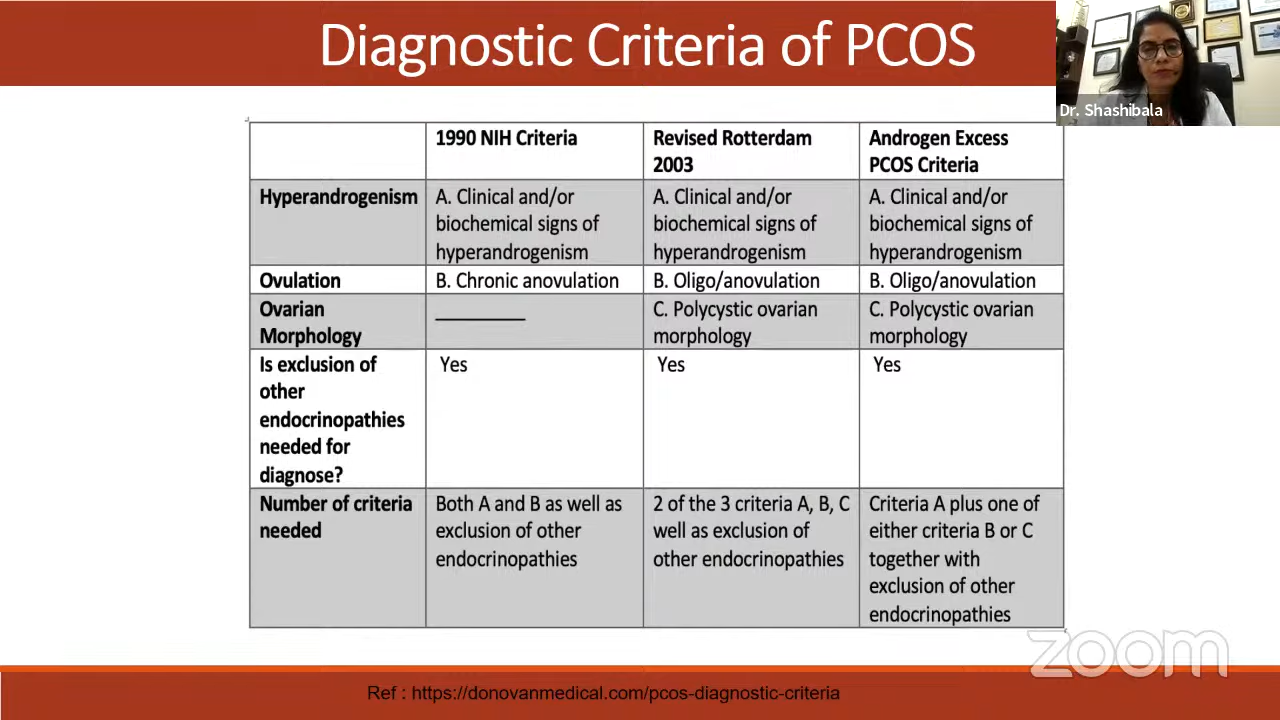 Diagnostic Criteria of PCOS
Dr. Shashibala
1990 NIH Criteria
Revised Rotterdam
2003
Androgen Excess
PCOS Criteria
Hyperandrogenism
A. Clinical and/or
biochemical signs of
hyperandrogenism
A. Clinical and/or
biochemical signs of
hyperandrogenism
A. Clinical and/or
biochemical signs of
hyperandrogenism
Ovulation
B. Chronic anovulation
B. Oligo/anovulation
B. Oligo/anovulation
Ovarian
Morphology
C. Polycystic ovarian
morphology
C. Polycystic ovarian
morphology
Is exclusion of
other
endocrinopathies
needed for
diagnose?
Yes
Yes
Yes
Number of criteria
needed
Both A and B as well as
exclusion of other
endocrinopathies
2 of the 3 criteria A, B, C
well as exclusion of
other endocrinopathies
Criteria A plus one of
either criteria B or C
together with
exclusion of other
endocrinopathies
zoom
Ref : https://donovanmedical.com/pcos-diagnostic-criteria